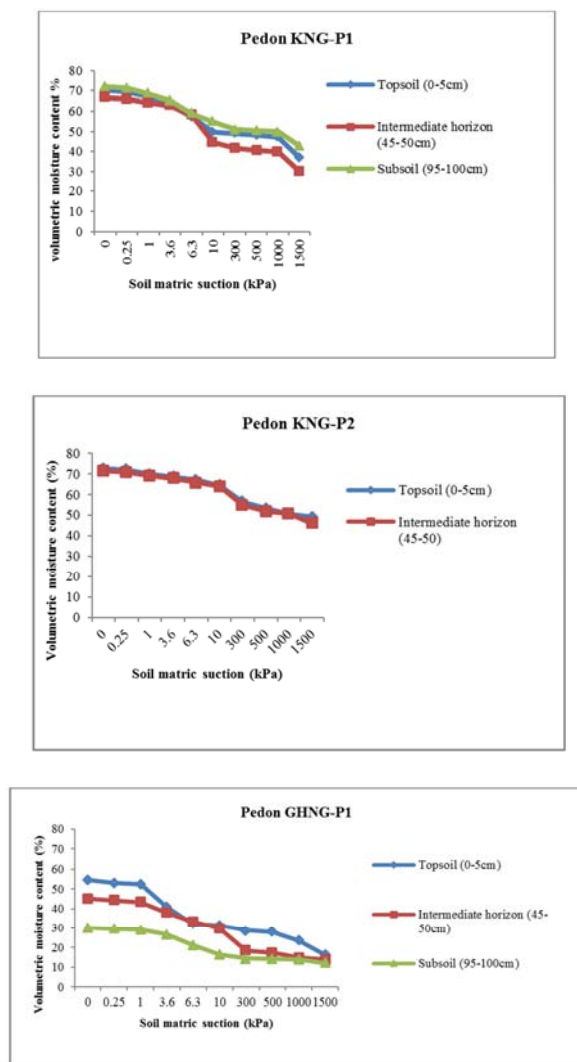 Pedon KNG-P1
volumetric moisture content %
80
70
60
50
40
30
20
10
0
0
0.25
1
3.6
6.3
10
300
500
1000
1500
Soil matric suction (kPa)
Topsoil (0-5cm)
Intermediate horizon
(45-50cm)
Subsoil (95-100cm)
Pedon KNG-P2
Volumetric moisture content (%)
80
70
60
50
40
30
20
10
0
0
0.25
1
3.6
6.3
10
300
500
1000
1500
Soil matric suction (kPa)
Topsoil (0-5cm)
Intermediate horizon
(45-50)
Pedon GHNG-P1
Volumetric moisture content (%)
80
70
60
50
40
30
20
10
0
0 0.25 1 3.6 6.3 10 300 500 1000 1500
Soil matric suction (kPa)
Topsoil (0-5cm)
Intermediate horizon (45-
50cm)
Subsoil (95-100cm)